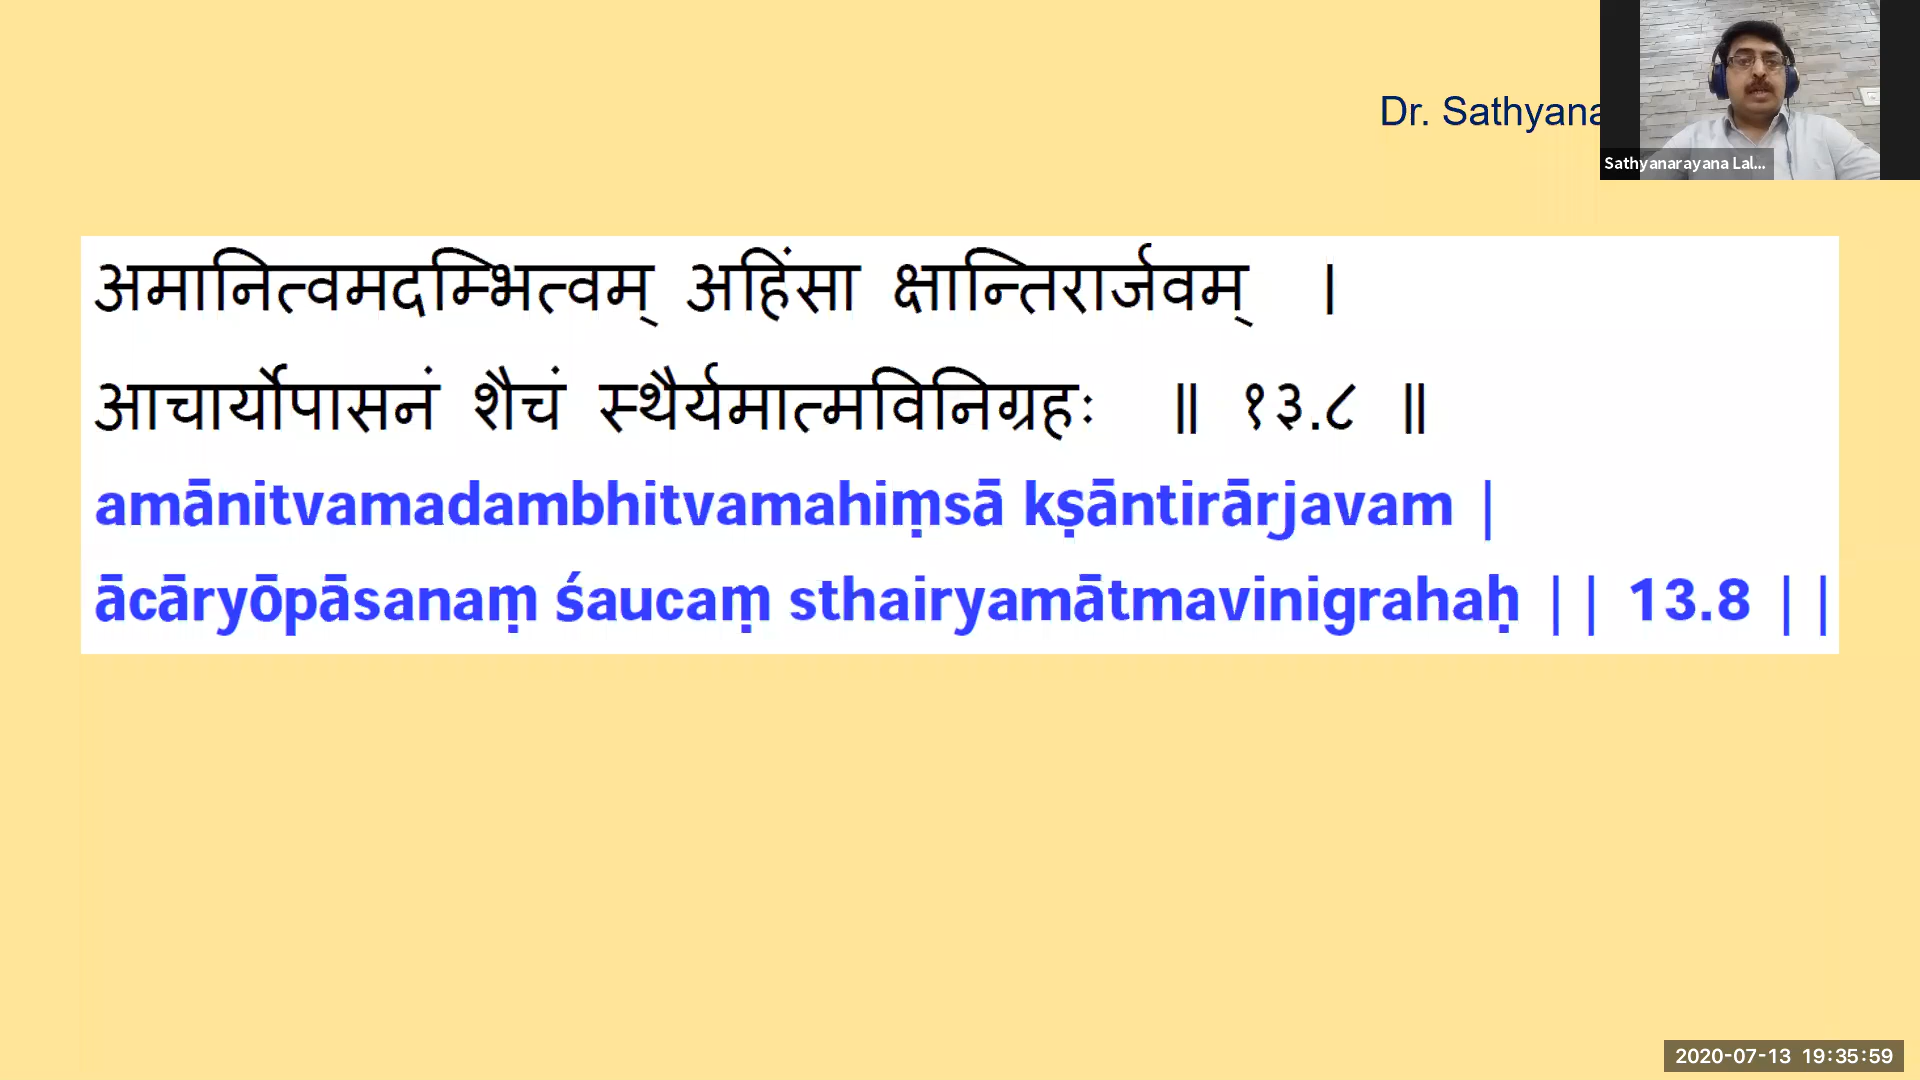 Dr. Sathyana
Sathyanarayana Lal...
अमानित्वमदम्भित्वम् अहिंसा क्षान्तिरार्जवम् ।
आचार्योपासनं शैचं स्थैर्यमात्मविनिग्रहः ॥ १३.८ ॥
amānitvamadambhitvamahiṃsā kṣāntirārjavam |
ācāryōpāsanaṃ śaucaṃ sthairyamātmavinigrahaḥ || 13.8 ||
2020-07-13 19:35:59